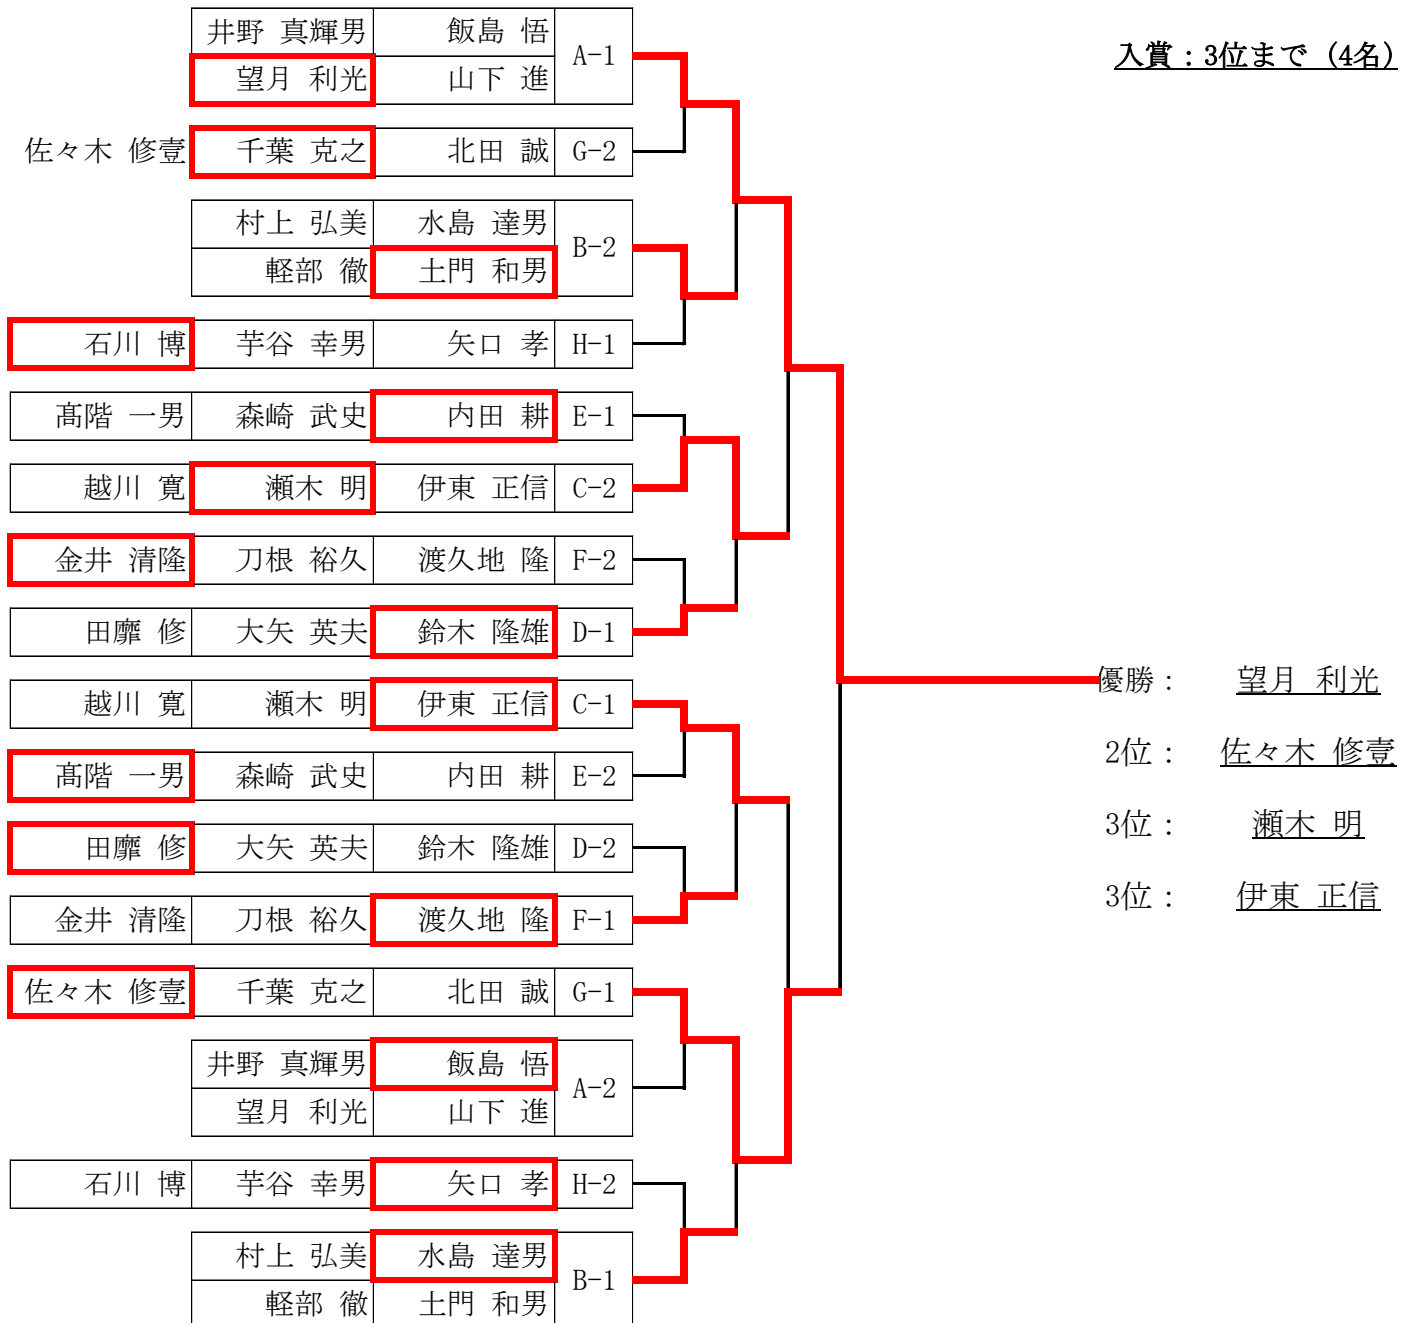 入賞：3位まで（4名）
井野 真輝男 飯島 悟 A-1
望月 利光 山下 進
佐々木 修壹 千葉 克之 北田 誠 G-2
村上 弘美 水島 達男 B-2
軽部 徹 土門 和男
石川 博 芋谷 幸男 矢口 孝 H-1
髙階 一男 森崎 武史 内田 耕 E-1
越川 寛 瀬木 明 伊東 正信 C-2
金井 清隆 刀根 裕久 渡久地 隆 F-2
田靡 修 大矢 英夫 鈴木 隆雄 D-1
越川 寛 瀬木 明 伊東 正信 C-1
髙階 一男 森崎 武史 内田 耕 E-2
田靡 修 大矢 英夫 鈴木 隆雄 D-2
金井 清隆 刀根 裕久 渡久地 隆 F-1
佐々木 修壹 千葉 克之 北田 誠 G-1
井野 真輝男 飯島 悟 A-2
望月 利光 山下 進
石川 博 芋谷 幸男 矢口 孝 H-2
村上 弘美 水島 達男 B-1
軽部 徹 土門 和男
優勝： 望月 利光
2位： 佐々木 修壹
3位： 瀬木 明
3位： 伊東 正信